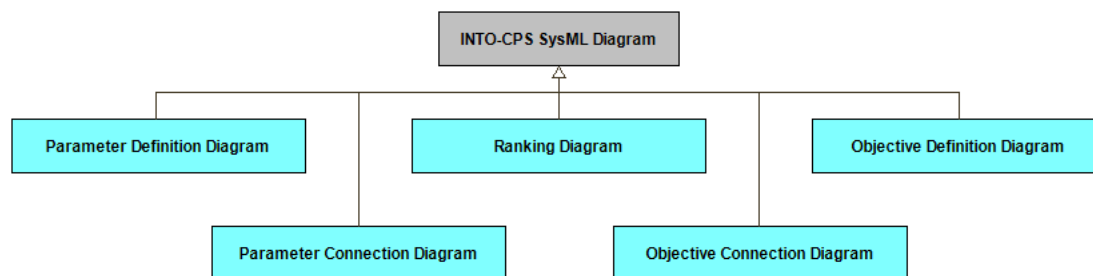 INTO-CPS SysML Diagram
Parameter Definition Diagram
Ranking Diagram
Objective Definition Diagram
Parameter Connection Diagram
Objective Connection Diagram